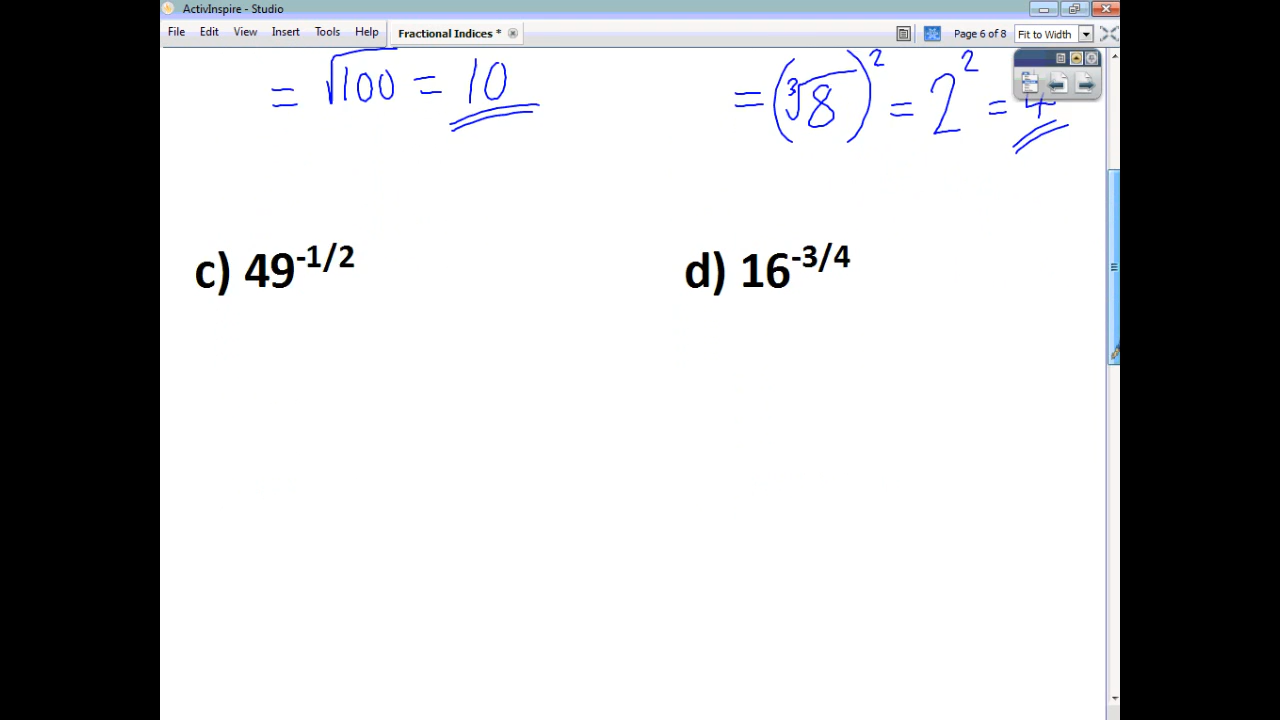 ActivInspire - Studio
File Edit View Insert Tools Help Fractional Indices * Page 6 of 8 Fit to Width
= √100 = 10
= (∛8)² = 2² = 4
c) 49^-1/2
d) 16^-3/4